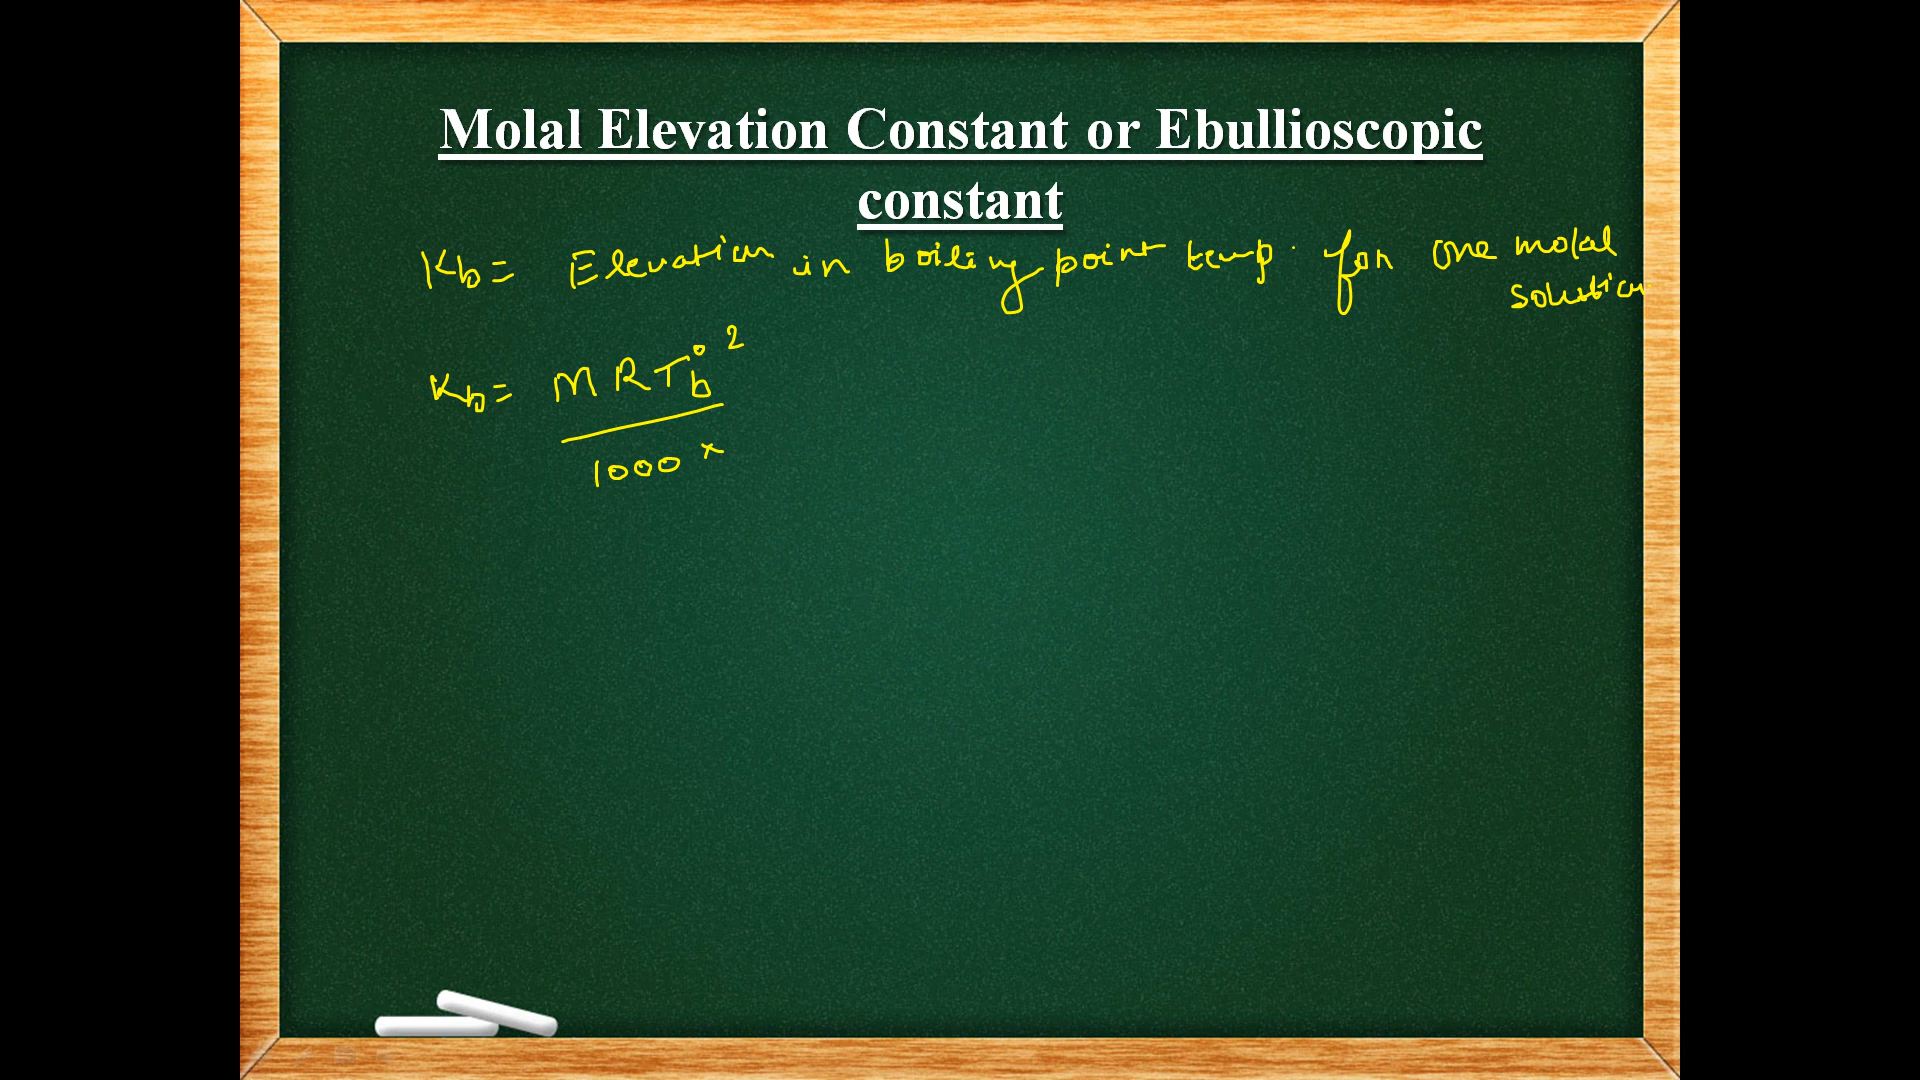 Molal Elevation Constant or Ebullioscopic
constant
Kb = Elevation in boiling point temp. for one molal
solution
Kb = M R T°b ²
1000 ×